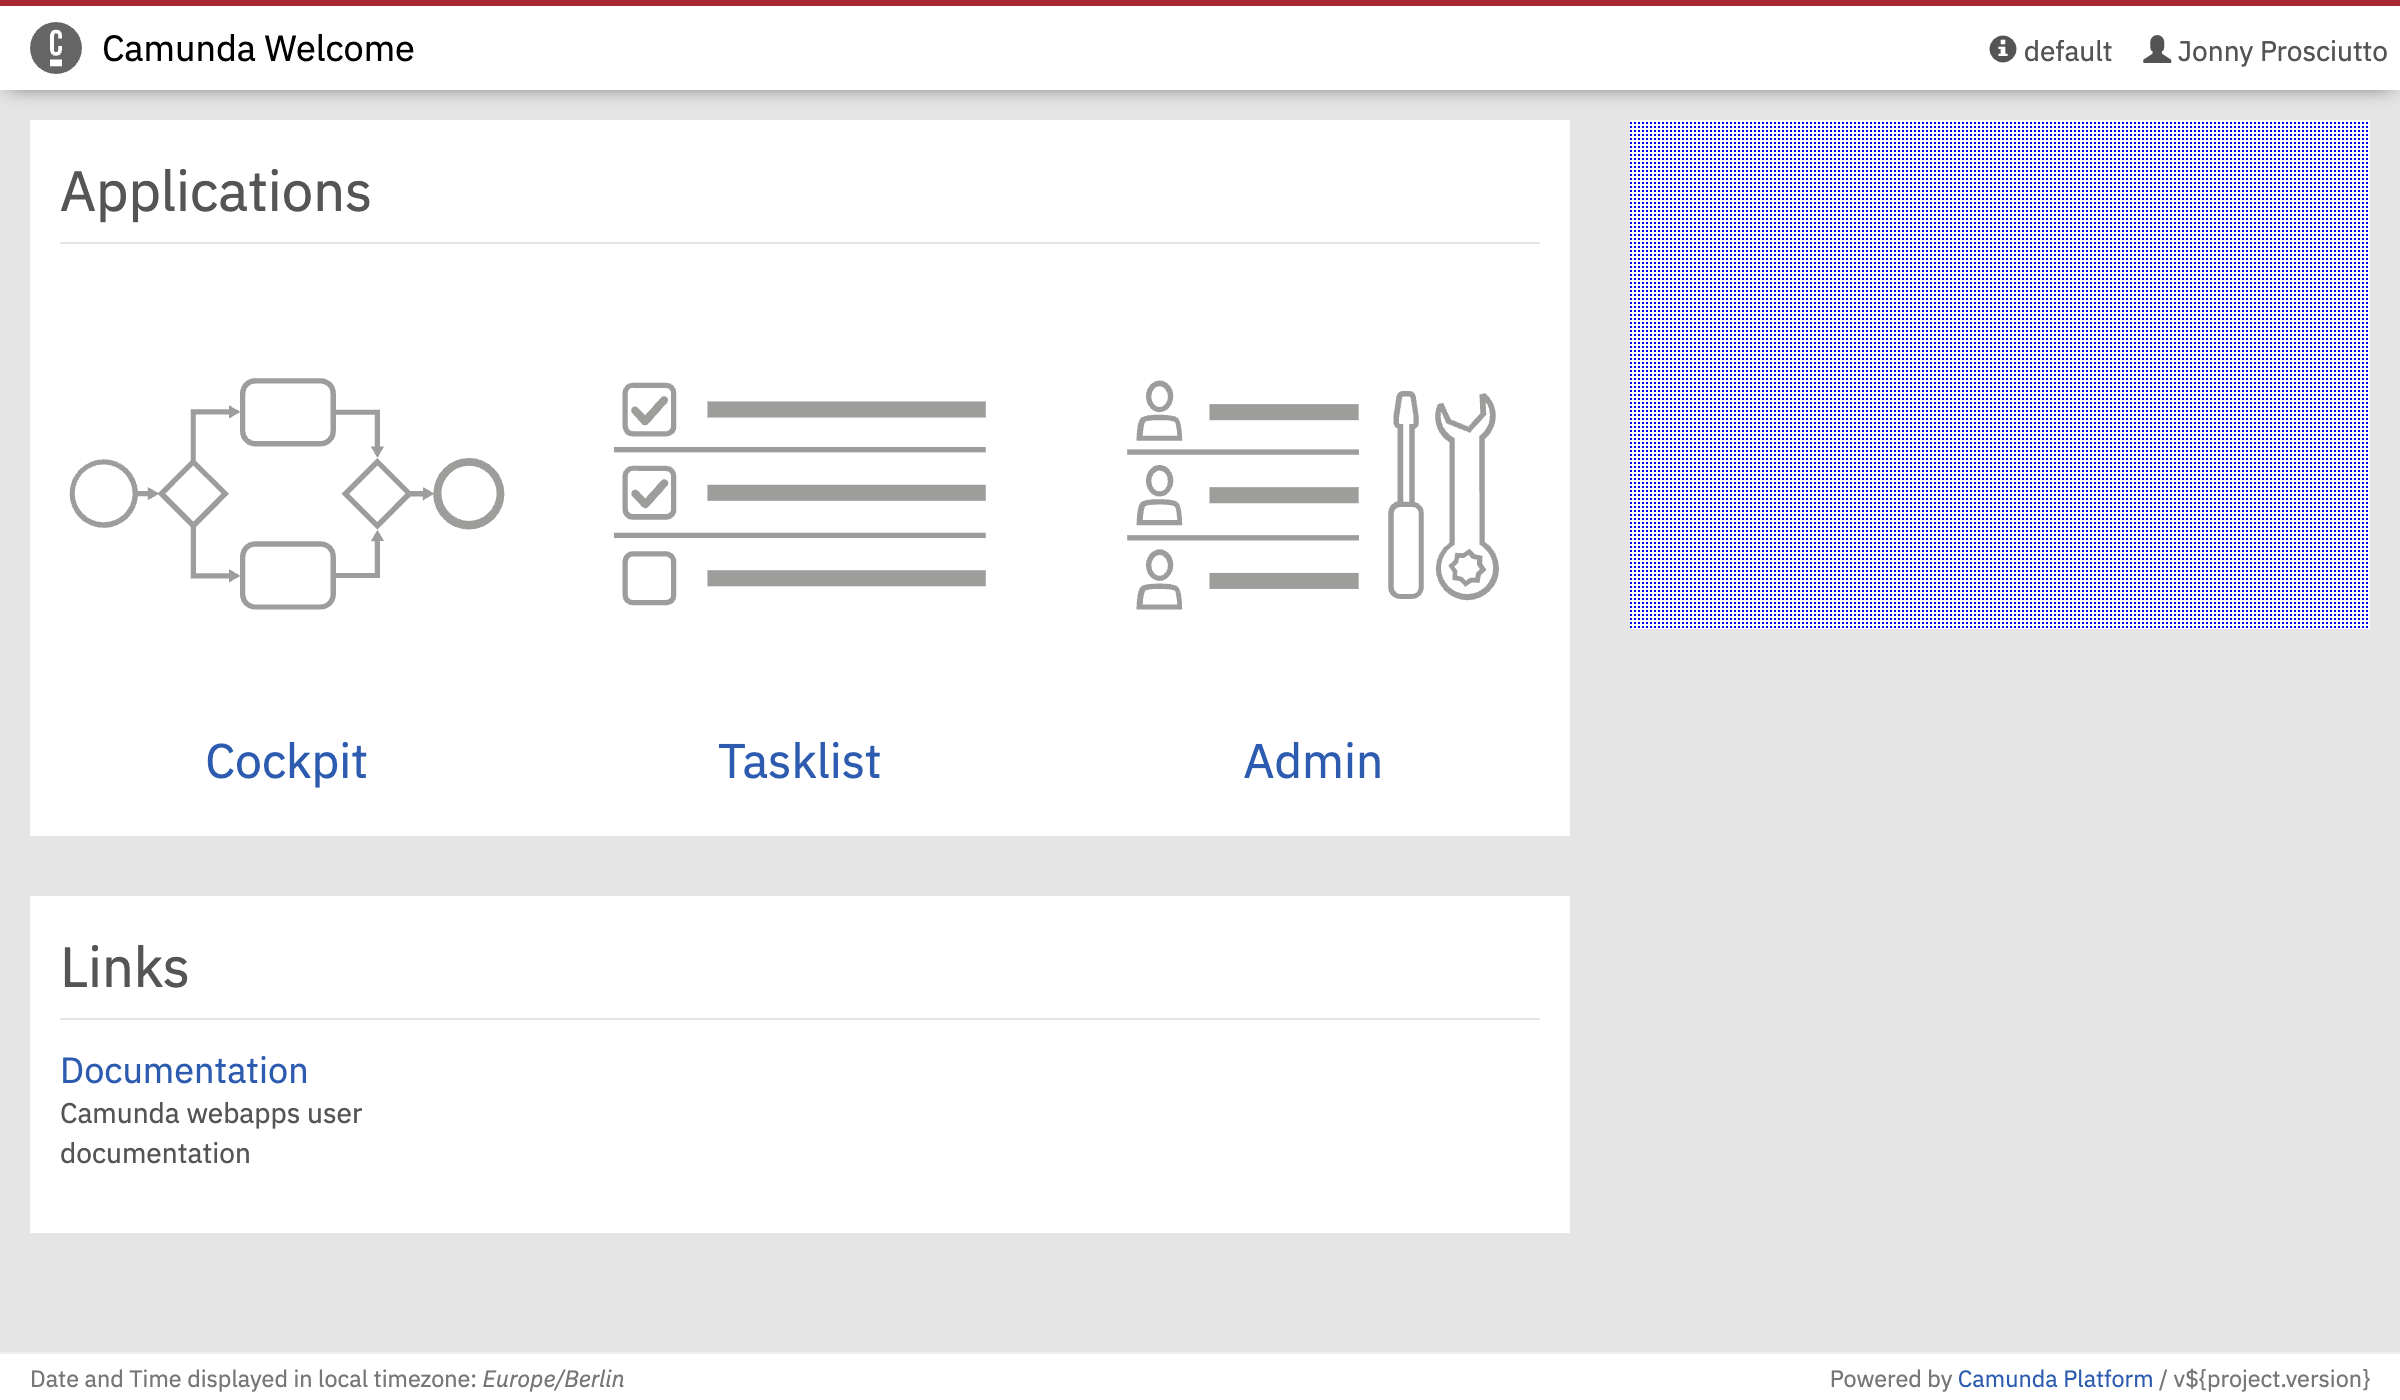 Camunda Welcome
default
Jonny Prosciutto
Applications
Cockpit
Tasklist
Admin
Links
Documentation
Camunda webapps user
documentation
Date and Time displayed in local timezone: Europe/Berlin
Powered by Camunda Platform / v${project.version}